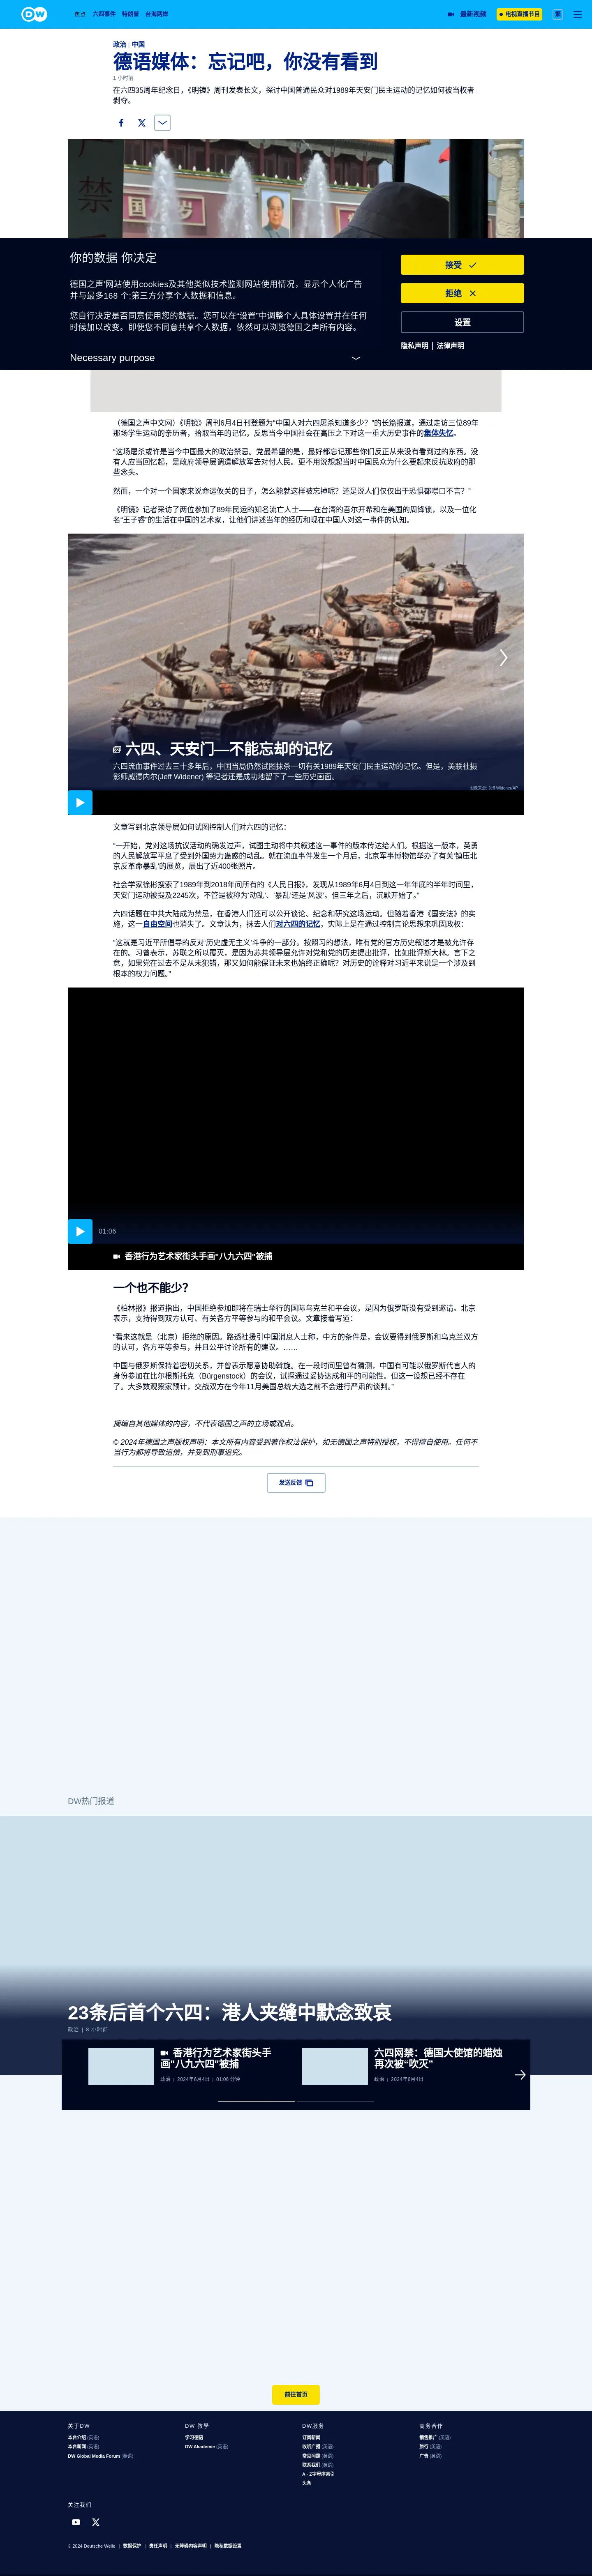 DW
焦点 六四事件 特朗普 台海两岸
最新视频
电视直播节目
繁
政治 | 中国
德语媒体：忘记吧，你没有看到
1 小时前
在六四35周年纪念日，《明镜》周刊发表长文，探讨中国普通民众对1989年天安门民主运动的记忆如何被当权者
剥夺。
你的数据 你决定
德国之声‘网站使用cookies及其他类似技术监测网站使用情况，显示个人化广告
并与最多168 个;第三方分享个人数据和信息。
您自行决定是否同意使用您的数据。您可以在“设置”中调整个人具体设置并在任何
时候加以改变。即便您不同意共享个人数据，依然可以浏览德国之声所有内容。
Necessary purpose
接受
拒绝
设置
隐私声明 | 法律声明
（德国之声中文网）《明镜》周刊6月4日刊登题为“中国人对六四屠杀知道多少？”的长篇报道，通过走访三位89年
那场学生运动的亲历者，拾取当年的记忆，反思当今中国社会在高压之下对这一重大历史事件的集体失忆。
“这场屠杀或许是当今中国最大的政治禁忌。党最希望的是，最好都忘记那些你们反正从来没有看到过的东西。没
有人应当回忆起，是政府领导层调遣解放军去对付人民。更不用说想起当时中国民众为什么要起来反抗政府的那
些念头。
然而，一个对一个国家来说命运攸关的日子，怎么能就这样被忘掉呢？还是说人们仅仅出于恐惧都噤口不言？”
《明镜》记者采访了两位参加了89年民运的知名流亡人士——在台湾的吾尔开希和在美国的周锋锁，以及一位化
名“王子睿”的生活在中国的艺术家，让他们讲述当年的经历和现在中国人对这一事件的认知。
六四、天安门—不能忘却的记忆
六四流血事件过去三十多年后，中国当局仍然试图抹杀一切有关1989年天安门民主运动的记忆。但是，美联社摄
影师威德内尔(Jeff Widener) 等记者还是成功地留下了一些历史画面。
图像来源: Jeff Widener/AP
文章写到北京领导层如何试图控制人们对六四的记忆：
“一开始，党对这场抗议活动的确发过声，试图主动将中共叙述这一事件的版本传达给人们。根据这一版本，英勇
的人民解放军平息了受到外国势力蛊惑的动乱。就在流血事件发生一个月后，北京军事博物馆举办了有关‘镇压北
京反革命暴乱’的展览，展出了近400张照片。
社会学家徐彬搜索了1989年到2018年间所有的《人民日报》，发现从1989年6月4日到这一年年底的半年时间里，
天安门运动被提及2245次，不管是被称为‘动乱’、‘暴乱’还是‘风波’。但三年之后，沉默开始了。”
六四话题在中共大陆成为禁忌，在香港人们还可以公开谈论、纪念和研究这场运动。但随着香港《国安法》的实
施，这一自由空间也消失了。文章认为，抹去人们对六四的记忆，实际上是在通过控制言论思想来巩固政权：
“这就是习近平所倡导的反对‘历史虚无主义’斗争的一部分。按照习的想法，唯有党的官方历史叙述才是被允许存
在的。习曾表示，苏联之所以覆灭，是因为苏共领导层允许对党和党的历史提出批评，比如批评斯大林。言下之
意，如果党在过去不是从未犯错，那又如何能保证未来也始终正确呢？对历史的诠释对习近平来说是一个涉及到
根本的权力问题。”
01:06
香港行为艺术家街头手画"八九六四"被捕
一个也不能少？
《柏林报》报道指出，中国拒绝参加即将在瑞士举行的国际乌克兰和平会议，是因为俄罗斯没有受到邀请。北京
表示，支持得到双方认可、有关各方平等参与的和平会议。文章接着写道：
“看来这就是（北京）拒绝的原因。路透社援引中国消息人士称，中方的条件是，会议要得到俄罗斯和乌克兰双方
的认可，各方平等参与，并且公平讨论所有的建议。……
中国与俄罗斯保持着密切关系，并曾表示愿意协助斡旋。在一段时间里曾有猜测，中国有可能以俄罗斯代言人的
身份参加在比尔根斯托克（Bürgenstock）的会议，试探通过妥协达成和平的可能性。但这一设想已经不存在
了。大多数观察家预计，交战双方在今年11月美国总统大选之前不会进行严肃的谈判。”
摘编自其他媒体的内容，不代表德国之声的立场或观点。
© 2024年德国之声版权声明：本文所有内容受到著作权法保护，如无德国之声特别授权，不得擅自使用。任何不
当行为都将导致追偿，并受到刑事追究。
发送反馈
DW热门报道
23条后首个六四：港人夹缝中默念致哀
政治 | 8 小时前
香港行为艺术家街头手
画"八九六四"被捕
政治 | 2024年6月4日 | 01:06 分钟
六四网禁：德国大使馆的蜡烛
再次被“吹灭”
政治 | 2024年6月4日
前往首页
关于DW
本台介绍 (英语)
本台新闻 (英语)
DW Global Media Forum (英语)
DW 教學
学习德语
DW Akademie (英语)
DW服务
订阅新闻
收听广播 (英语)
常见问题 (英语)
联系我们 (英语)
A - Z字母序索引
头条
商务合作
销售推广 (英语)
旅行 (英语)
广告 (英语)
关注我们
© 2024 Deutsche Welle | 数据保护 | 责任声明 | 无障碍内容声明 | 隐私数据设置